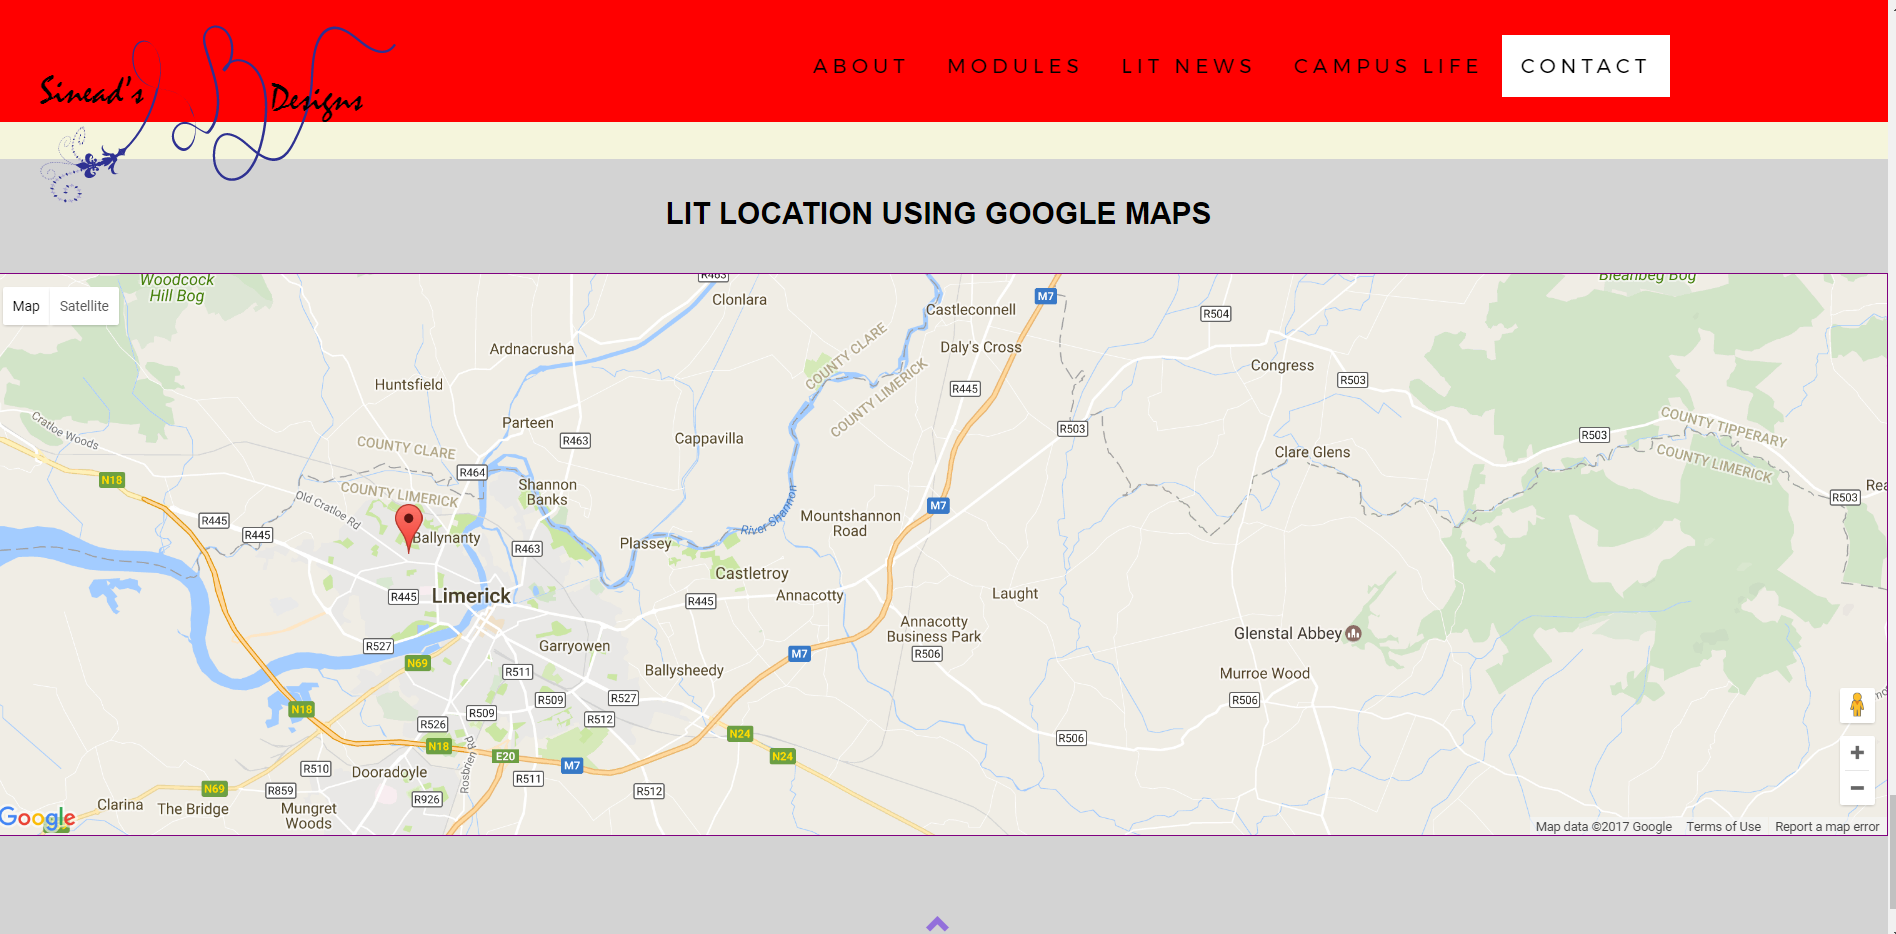 Sinead's
Designs
ABOUT
MODULES
LIT NEWS
CAMPUS LIFE
CONTACT
LIT LOCATION USING GOOGLE MAPS
Map
Satellite
Woodcock
Hill Bog
R463
Clonlara
Castleconnell
M7
R504
Bleanbeg Bog
Ardnacrusha
COUNTY CLARE
COUNTY LIMERICK
Daly's Cross
Congress
Huntsfield
R445
R503
Cratloe Woods
Parteen
R463
Cappavilla
R503
COUNTY TIPPERARY
COUNTY LIMERICK
R503
COUNTY CLARE
Clare Glens
N18
R464
COUNTY LIMERICK
Old Cratloe Rd
Shannon
Banks
River Shannon
M7
R503
Rea
R445
R445
Ballynanty
R463
Plassey
Mountshannon
Road
Castletroy
R445
Limerick
R445
Annacotty
Laught
Annacotty
Business Park
R506
Glenstal Abbey
R527
N69
Garryowen
M7
R511
Ballysheedy
Murroe Wood
N18
R509
R509
R527
R512
R526
R506
N18
E20
M7
N24
N24
R506
Rosbrien Rd
R510
Dooradoyle
R511
N69
R859
R926
R512
Clarina
The Bridge
Mungret
Woods
Google
Map data ©2017 Google
Terms of Use
Report a map error